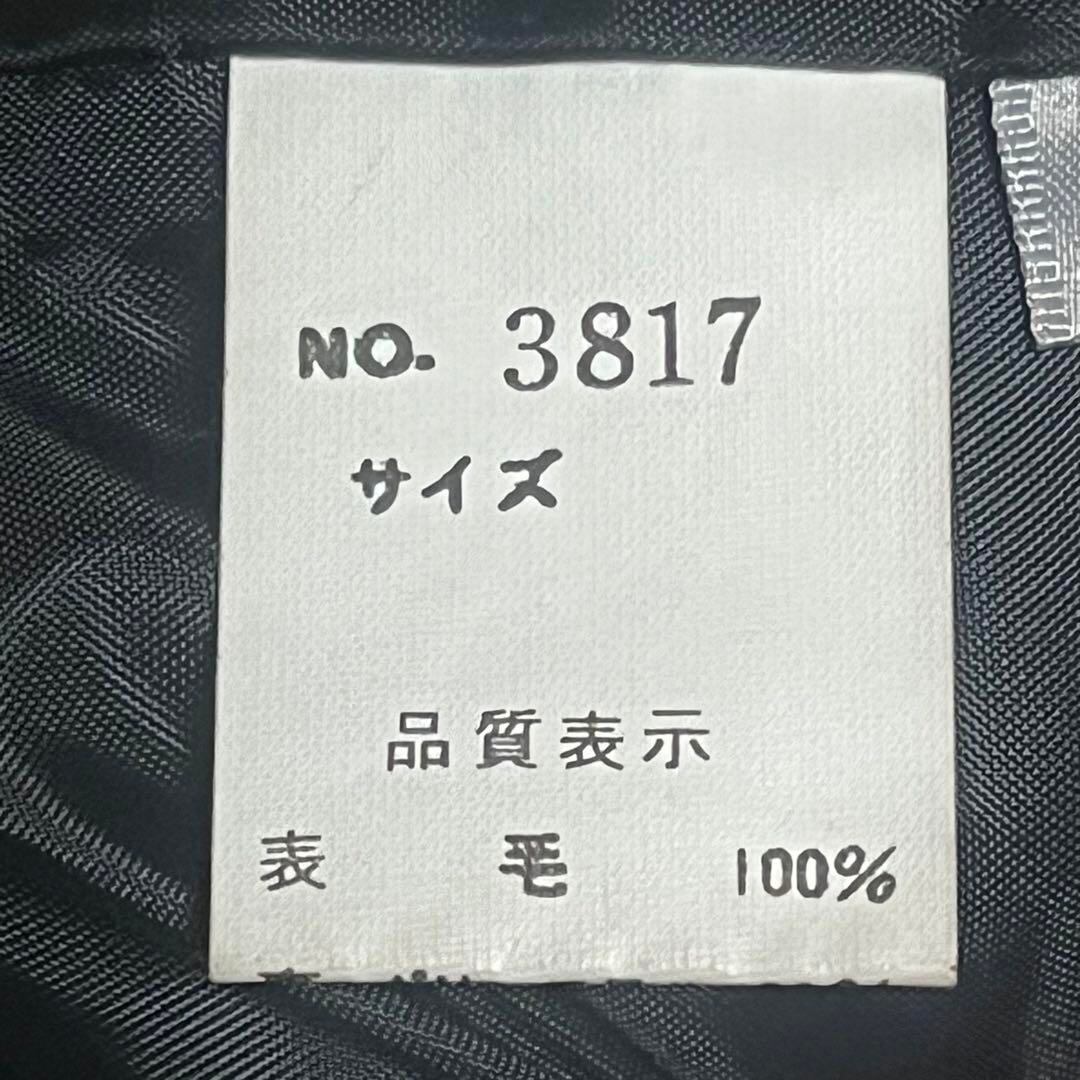 NO. 3817
サイズ
品質表示
表 毛 100%